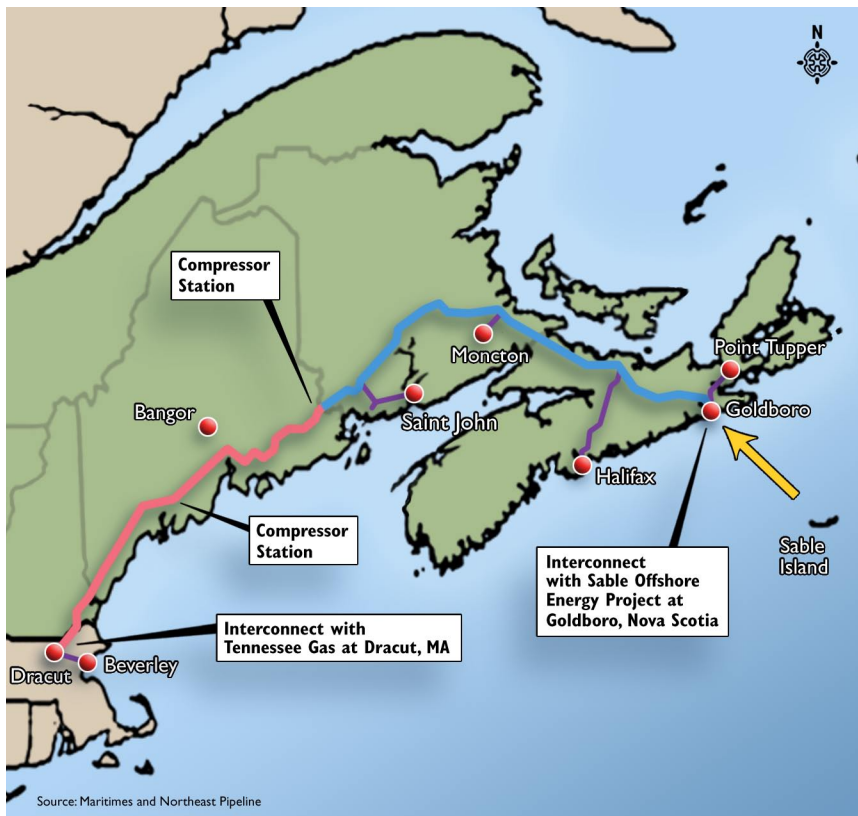 N
Compressor
Station
Moncton
Point Tupper
Bangor
Saint John
Goldboro
Halifax
Compressor
Station
Sable
Island
Interconnect
with Sable Offshore
Energy Project at
Goldboro, Nova Scotia
Interconnect with
Tennessee Gas at Dracut, MA
Dracut
Beverley
Source: Maritimes and Northeast Pipeline